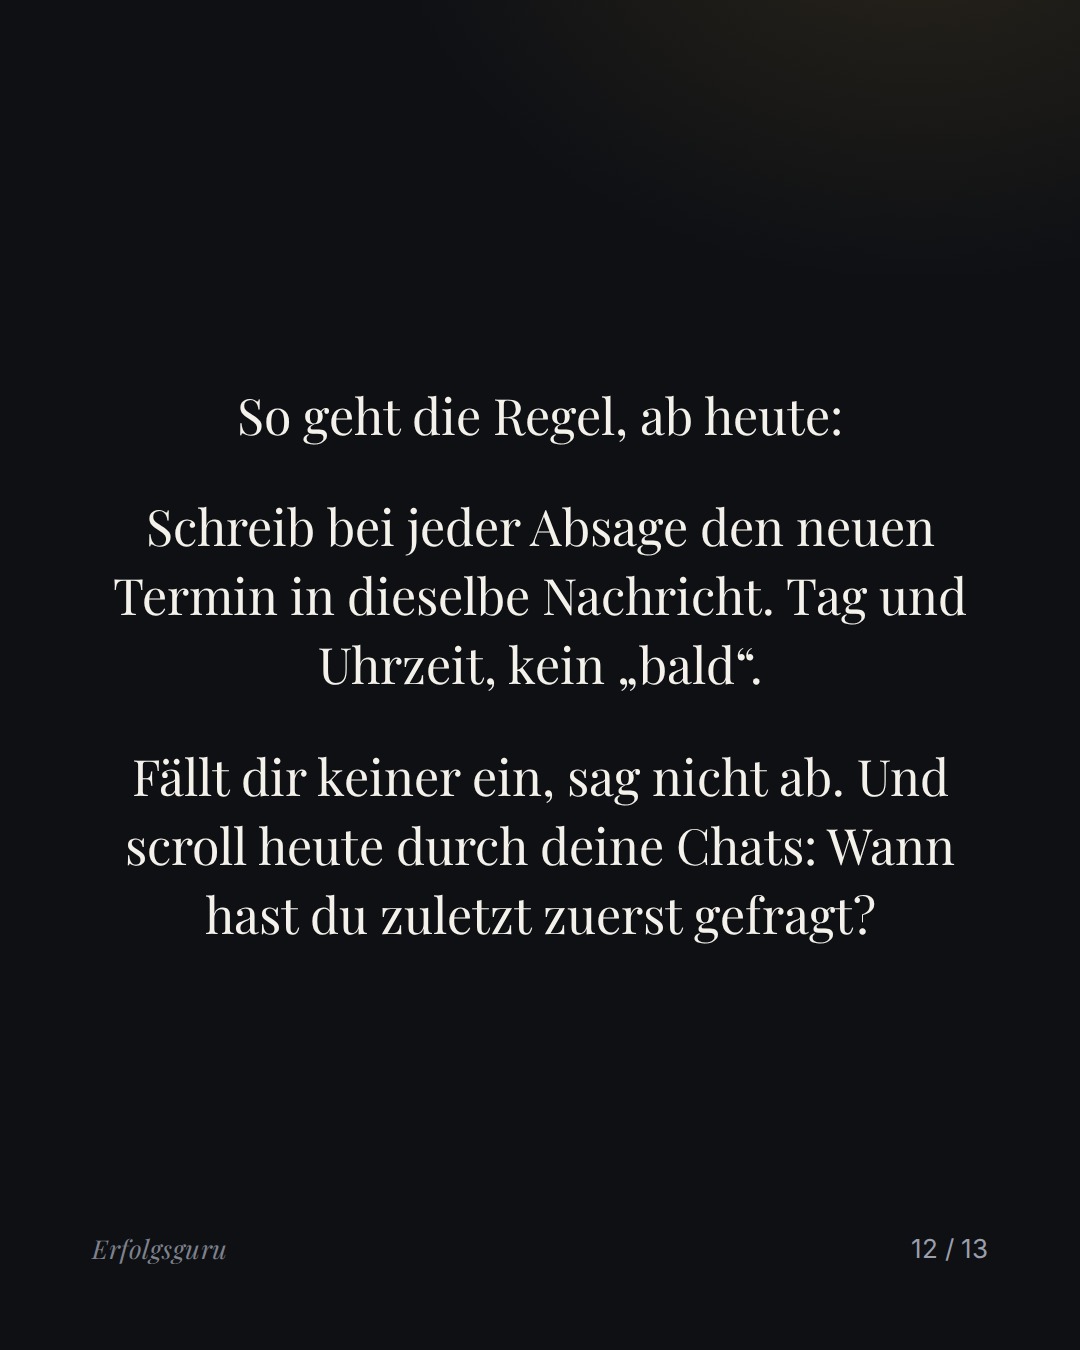 So geht die Regel, ab heute:
Schreib bei jeder Absage den neuen
Termin in dieselbe Nachricht. Tag und
Uhrzeit, kein „bald“.
Fällt dir keiner ein, sag nicht ab. Und
scroll heute durch deine Chats: Wann
hast du zuletzt zuerst gefragt?
Erfolgsguru
12 / 13